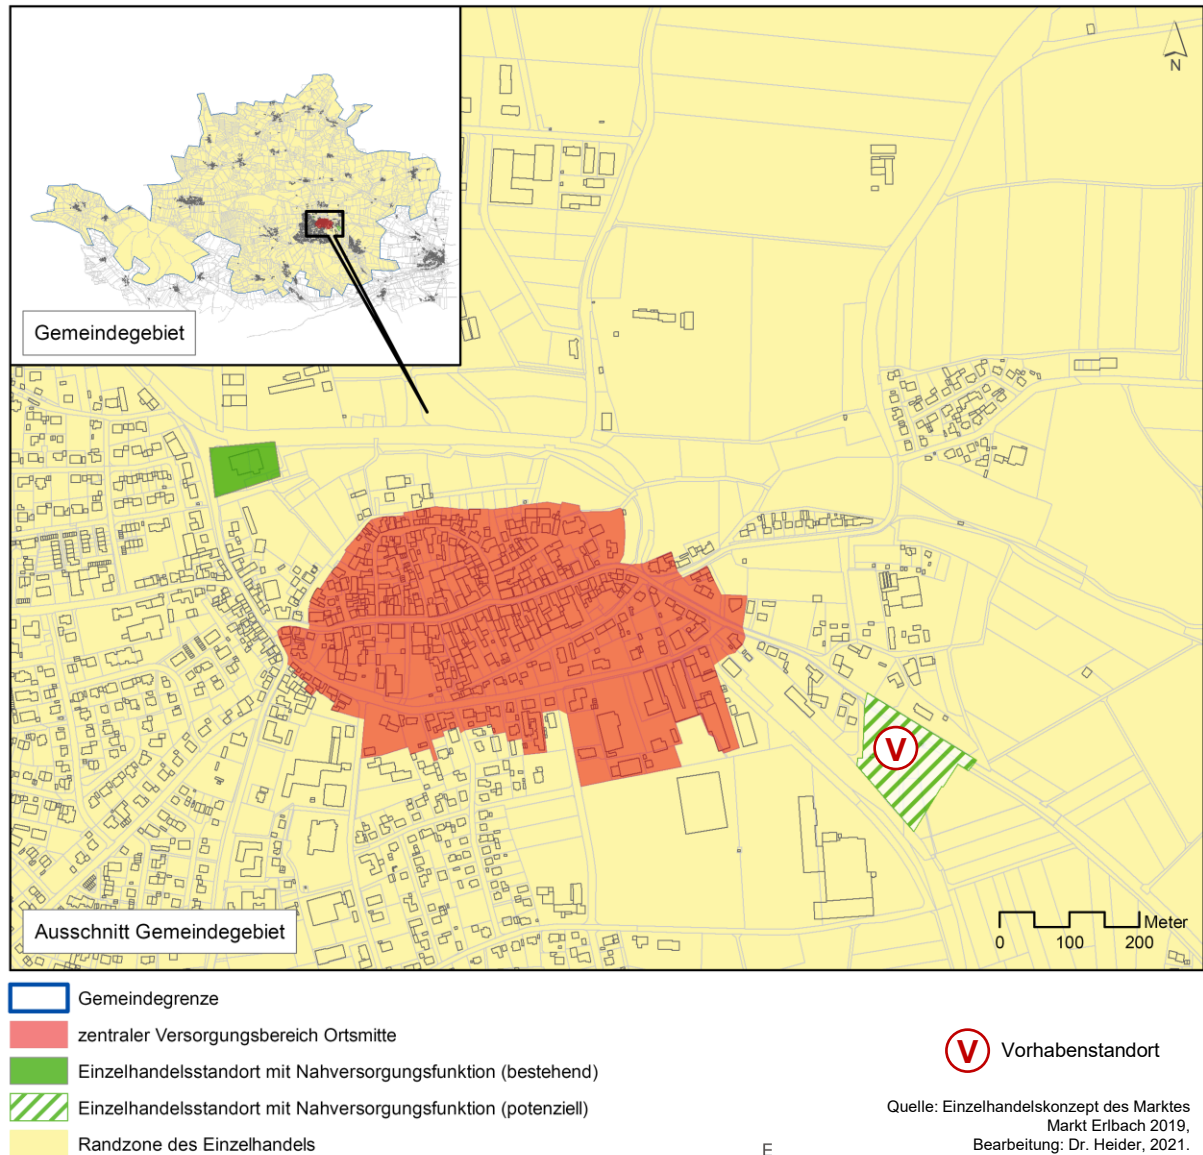 N
Gemeindegebiet
V
Ausschnitt Gemeindegebiet
Meter
0 100 200
Gemeindegrenze
zentraler Versorgungsbereich Ortsmitte
Einzelhandelsstandort mit Nahversorgungsfunktion (bestehend)
Einzelhandelsstandort mit Nahversorgungsfunktion (potenziell)
Randzone des Einzelhandels
V Vorhabenstandort
Quelle: Einzelhandelskonzept des Marktes
Markt Erlbach 2019,
Bearbeitung: Dr. Heider, 2021.
E